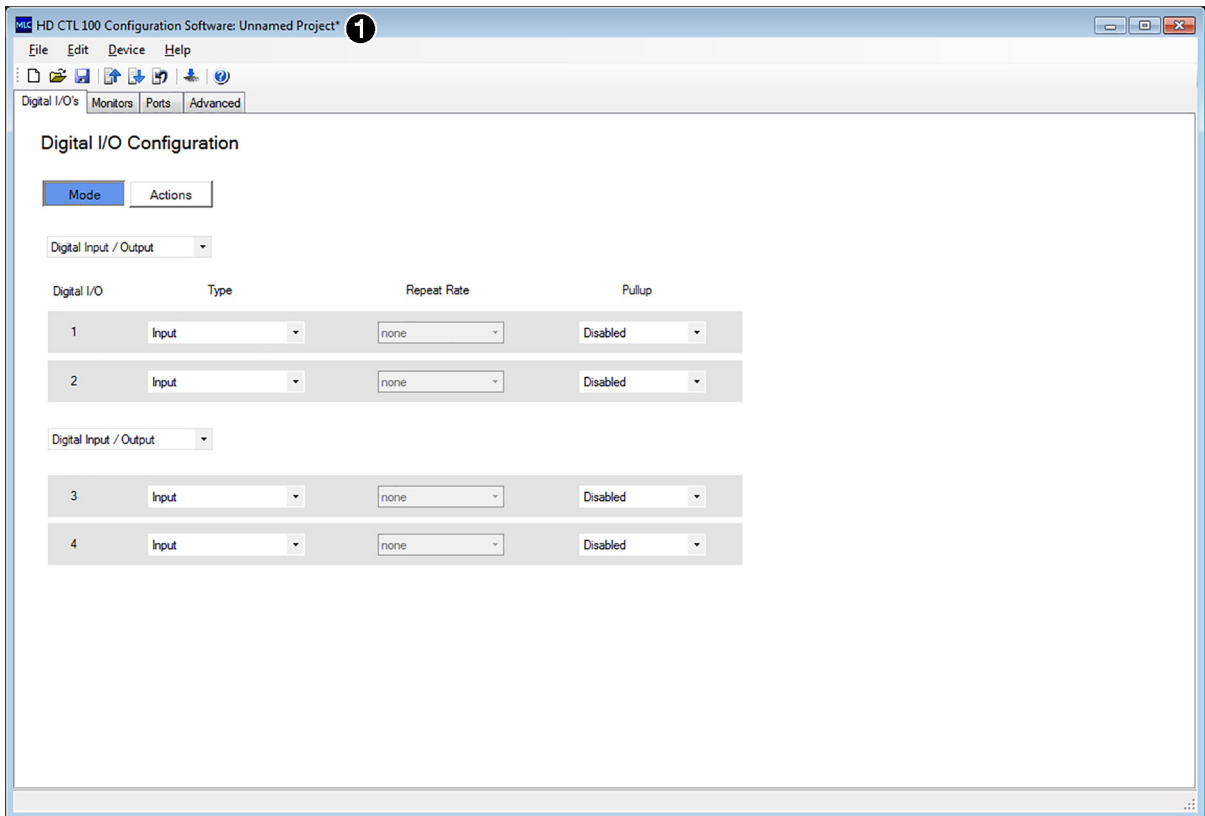 MLC HD CTL 100 Configuration Software: Unnamed Project* 1
File Edit Device Help
Digital I/O's Monitors Ports Advanced
Digital I/O Configuration
Mode Actions
Digital Input / Output
Digital I/O Type Repeat Rate Pullup
1 Input none Disabled
2 Input none Disabled
Digital Input / Output
3 Input none Disabled
4 Input none Disabled